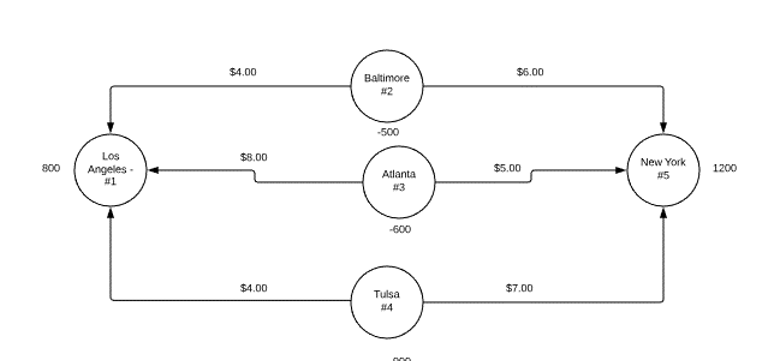 $4.00
Baltimore
#2
$6.00
-500
800
Los
Angeles -
#1
$8.00
Atlanta
#3
$5.00
New York
#5
1200
-600
$4.00
Tulsa
#4
$7.00